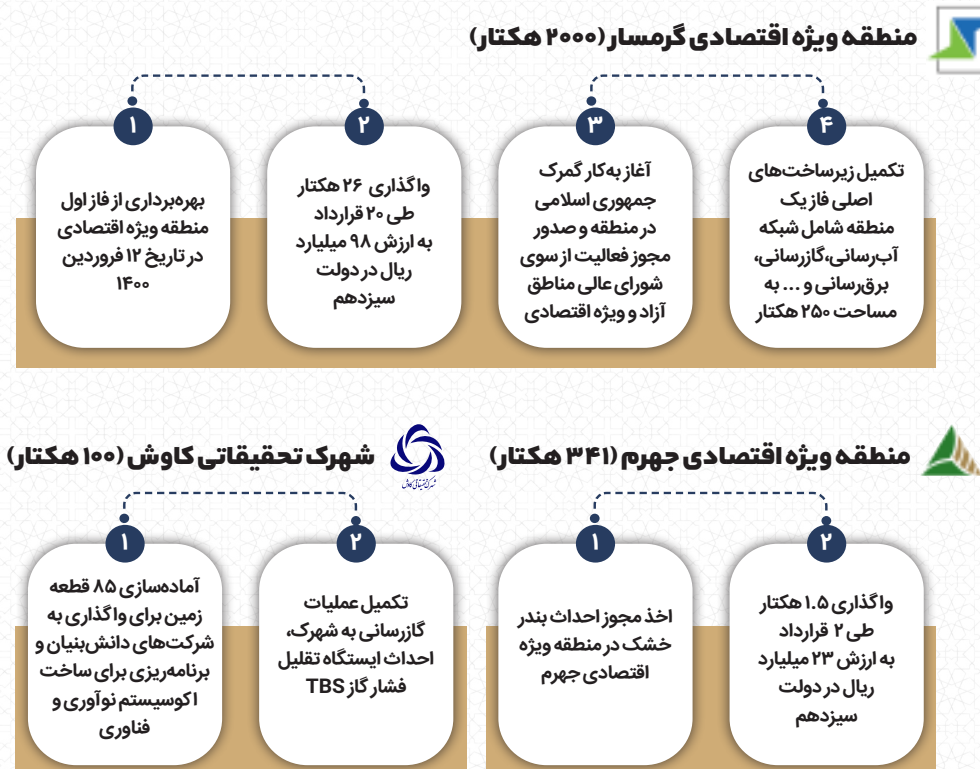 منطقه ویژه اقتصادی گرمسار (۲۰۰۰ هکتار)
۱
بهره‌برداری از فاز اول
منطقه ویژه اقتصادی
در تاریخ ۱۲ فروردین
۱۴۰۰
۲
واگذاری ۲۶ هکتار
طی ۲۰ قرارداد
به ارزش ۹۸ میلیارد
ریال در دولت
سیزدهم
۳
آغاز به‌کار گمرک
جمهوری اسلامی
در منطقه و صدور
مجوز فعالیت از سوی
شورای عالی مناطق
آزاد و ویژه اقتصادی
۴
تکمیل زیرساخت‌های
اصلی فاز یک
منطقه شامل شبکه
آب‌رسانی،گازرسانی،
برق‌رسانی و ... به
مساحت ۲۵۰ هکتار
منطقه ویژه اقتصادی جهرم (۳۴۱ هکتار)
۱
اخذ مجوز احداث بندر
خشک در منطقه ویژه
اقتصادی جهرم
۲
واگذاری ۱.۵ هکتار
طی ۲ قرارداد
به ارزش ۲۳ میلیارد
ریال در دولت
سیزدهم
شهرک تحقیقاتی کاوش (۱۰۰ هکتار)
شهرک تحقیقاتی کاوش
۱
آماده‌سازی ۸۵ قطعه
زمین برای واگذاری به
شرکت‌های دانش‌بنیان و
برنامه‌ریزی برای ساخت
اکوسیستم نوآوری و
فناوری
۲
تکمیل عملیات
گازرسانی به شهرک،
احداث ایستگاه تقلیل
فشار گاز TBS